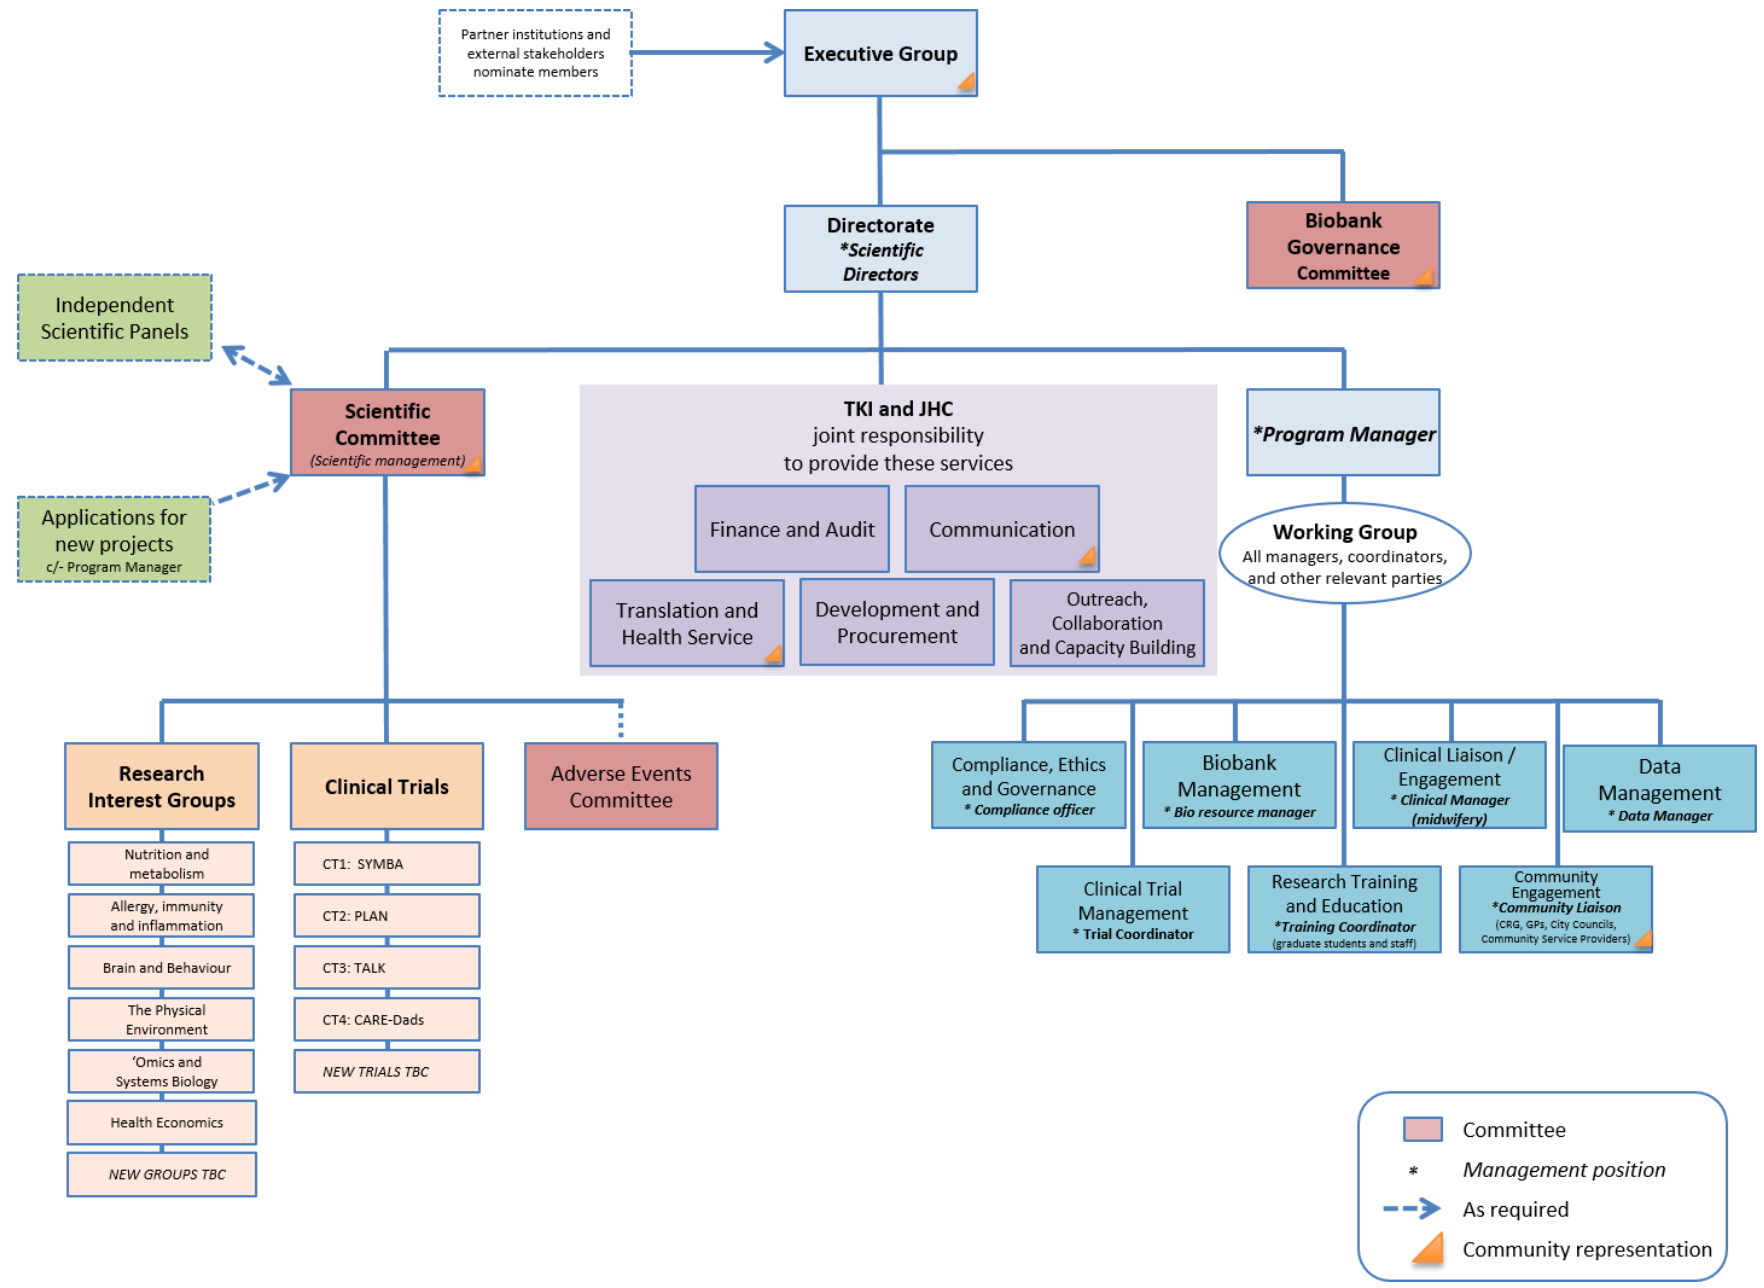 Partner institutions and
external stakeholders
nominate members
Executive Group
Directorate
*Scientific
Directors
Biobank
Governance
Committee
Independent
Scientific Panels
Scientific
Committee
(Scientific management)
Applications for
new projects
c/- Program Manager
TKI and JHC
joint responsibility
to provide these services
Finance and Audit
Communication
Translation and
Health Service
Development and
Procurement
Outreach,
Collaboration
and Capacity Building
*Program Manager
Working Group
All managers, coordinators,
and other relevant parties
Research
Interest Groups
Nutrition and
metabolism
Allergy, immunity
and inflammation
Brain and Behaviour
The Physical
Environment
‘Omics and
Systems Biology
Health Economics
NEW GROUPS TBC
Clinical Trials
CT1: SYMBA
CT2: PLAN
CT3: TALK
CT4: CARE-Dads
NEW TRIALS TBC
Adverse Events
Committee
Compliance, Ethics
and Governance
* Compliance officer
Biobank
Management
* Bio resource manager
Clinical Liaison /
Engagement
* Clinical Manager
(midwifery)
Data
Management
* Data Manager
Clinical Trial
Management
* Trial Coordinator
Research Training
and Education
*Training Coordinator
(graduate students and staff)
Community
Engagement
*Community Liaison
(CRG, GPs, City Councils,
Community Service Providers)
Committee
* Management position
As required
Community representation